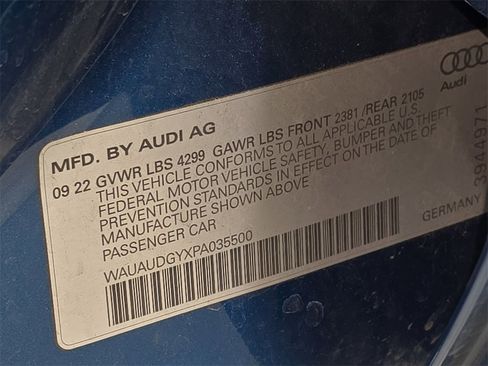 Audi
MFD. BY AUDI AG
09 22 GVWR LBS 4299 GAWR LBS FRONT 2381 / REAR 2105
THIS VEHICLE CONFORMS TO ALL APPLICABLE U.S.
FEDERAL MOTOR VEHICLE SAFETY, BUMPER AND THEFT
PREVENTION STANDARDS IN EFFECT ON THE DATE OF
MANUFACTURE SHOWN ABOVE
PASSENGER CAR
WAUAUDGYXPA035500
GERMANY
3944971